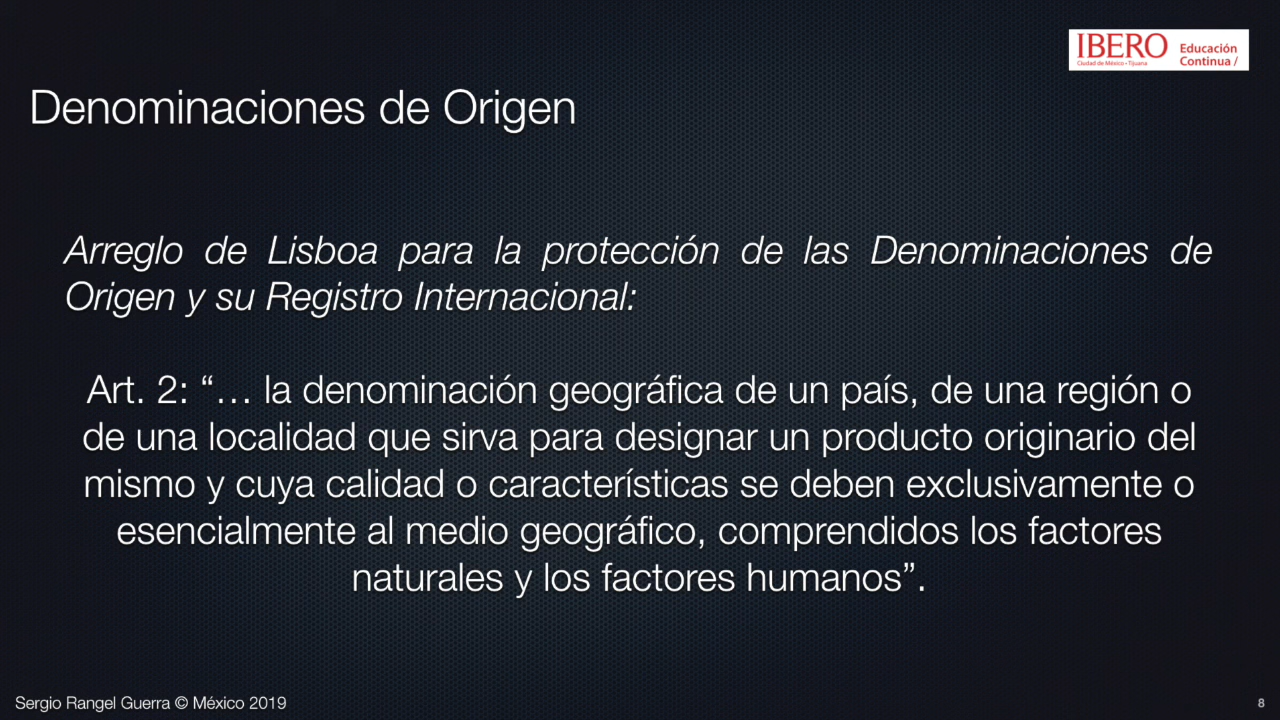 IBERO
Ciudad de México • Tijuana
Educación
Continua /
Denominaciones de Origen
Arreglo de Lisboa para la protección de las Denominaciones de
Origen y su Registro Internacional:
Art. 2: “… la denominación geográfica de un país, de una región o
de una localidad que sirva para designar un producto originario del
mismo y cuya calidad o características se deben exclusivamente o
esencialmente al medio geográfico, comprendidos los factores
naturales y los factores humanos”.
Sergio Rangel Guerra © México 2019
8